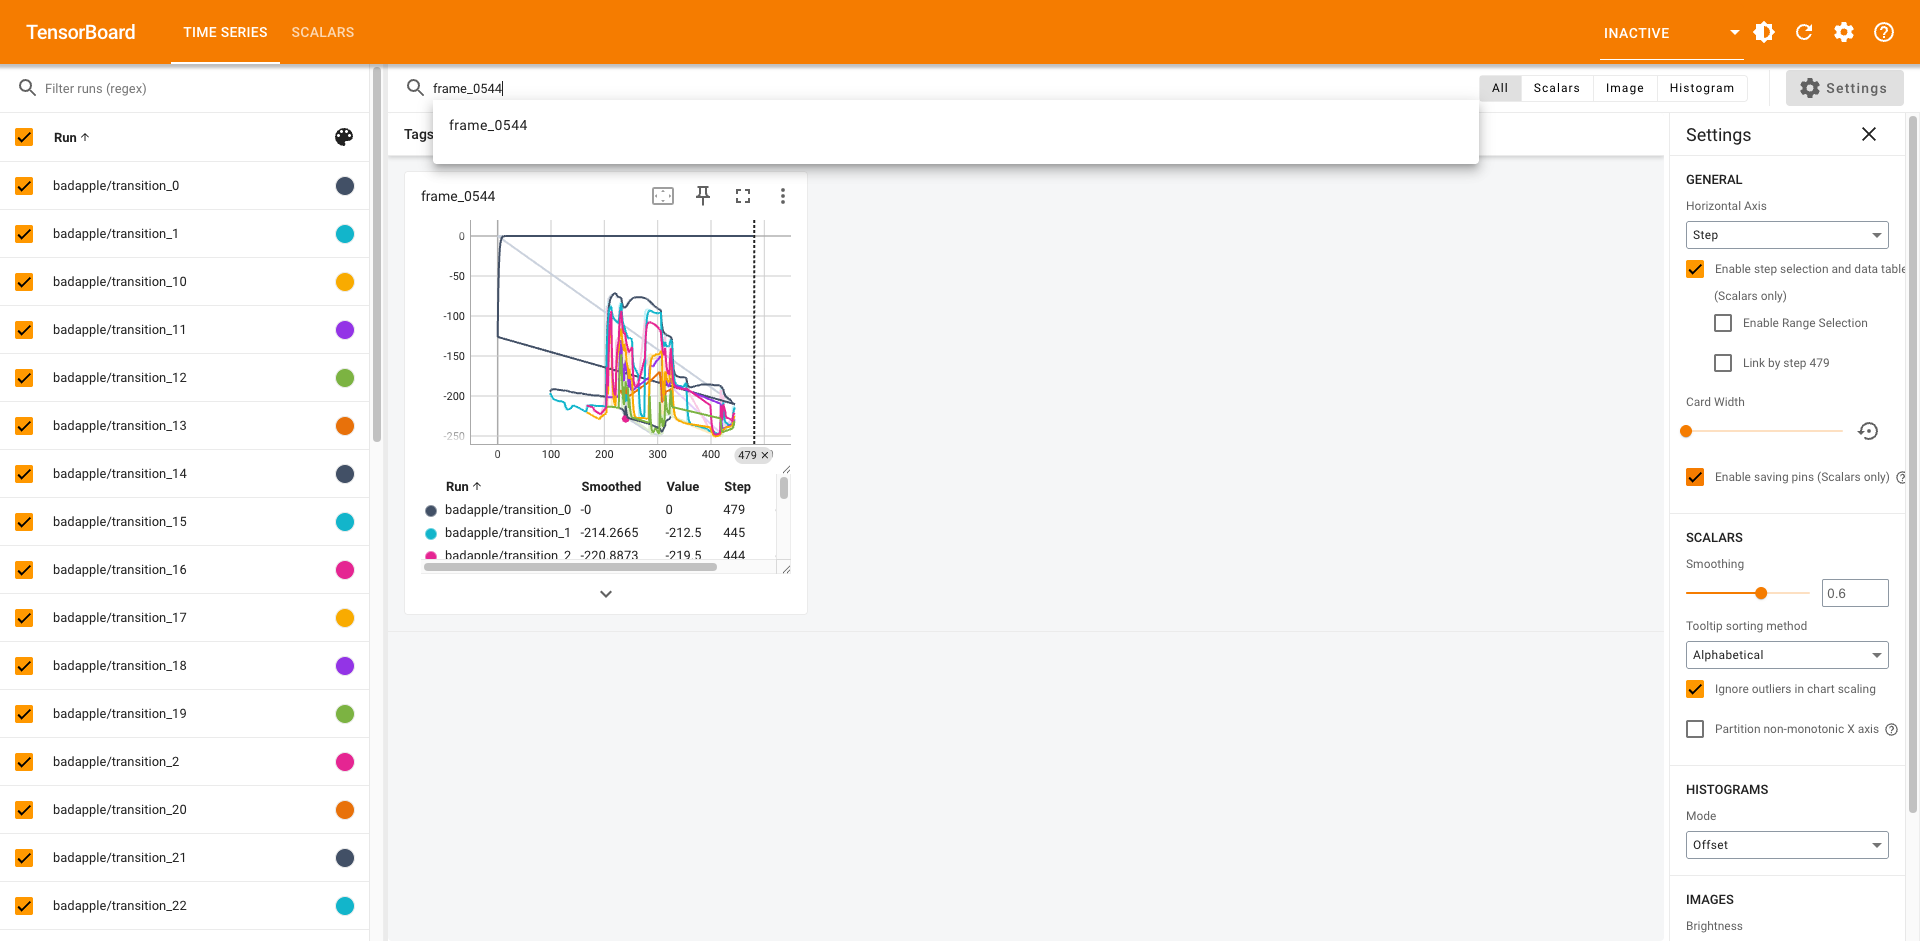 TensorBoard TIME SERIES SCALARS INACTIVE
Filter runs (regex)
frame_0544
All Scalars Image Histogram
Settings
frame_0544
Run
Tags
Settings
badapple/transition_0
badapple/transition_1
badapple/transition_10
badapple/transition_11
badapple/transition_12
badapple/transition_13
badapple/transition_14
badapple/transition_15
badapple/transition_16
badapple/transition_17
badapple/transition_18
badapple/transition_19
badapple/transition_2
badapple/transition_20
badapple/transition_21
badapple/transition_22
frame_0544
0
-50
-100
-150
-200
-250
0 100 200 300 400 479
Run Smoothed Value Step
badapple/transition_0 -0 0 479
badapple/transition_1 -214.2665 -212.5 445
badapple/transition_2 -220.8873 -219.5 444
GENERAL
Horizontal Axis
Step
Enable step selection and data table
(Scalars only)
Enable Range Selection
Link by step 479
Card Width
Enable saving pins (Scalars only)
SCALARS
Smoothing
0.6
Tooltip sorting method
Alphabetical
Ignore outliers in chart scaling
Partition non-monotonic X axis
HISTOGRAMS
Mode
Offset
IMAGES
Brightness